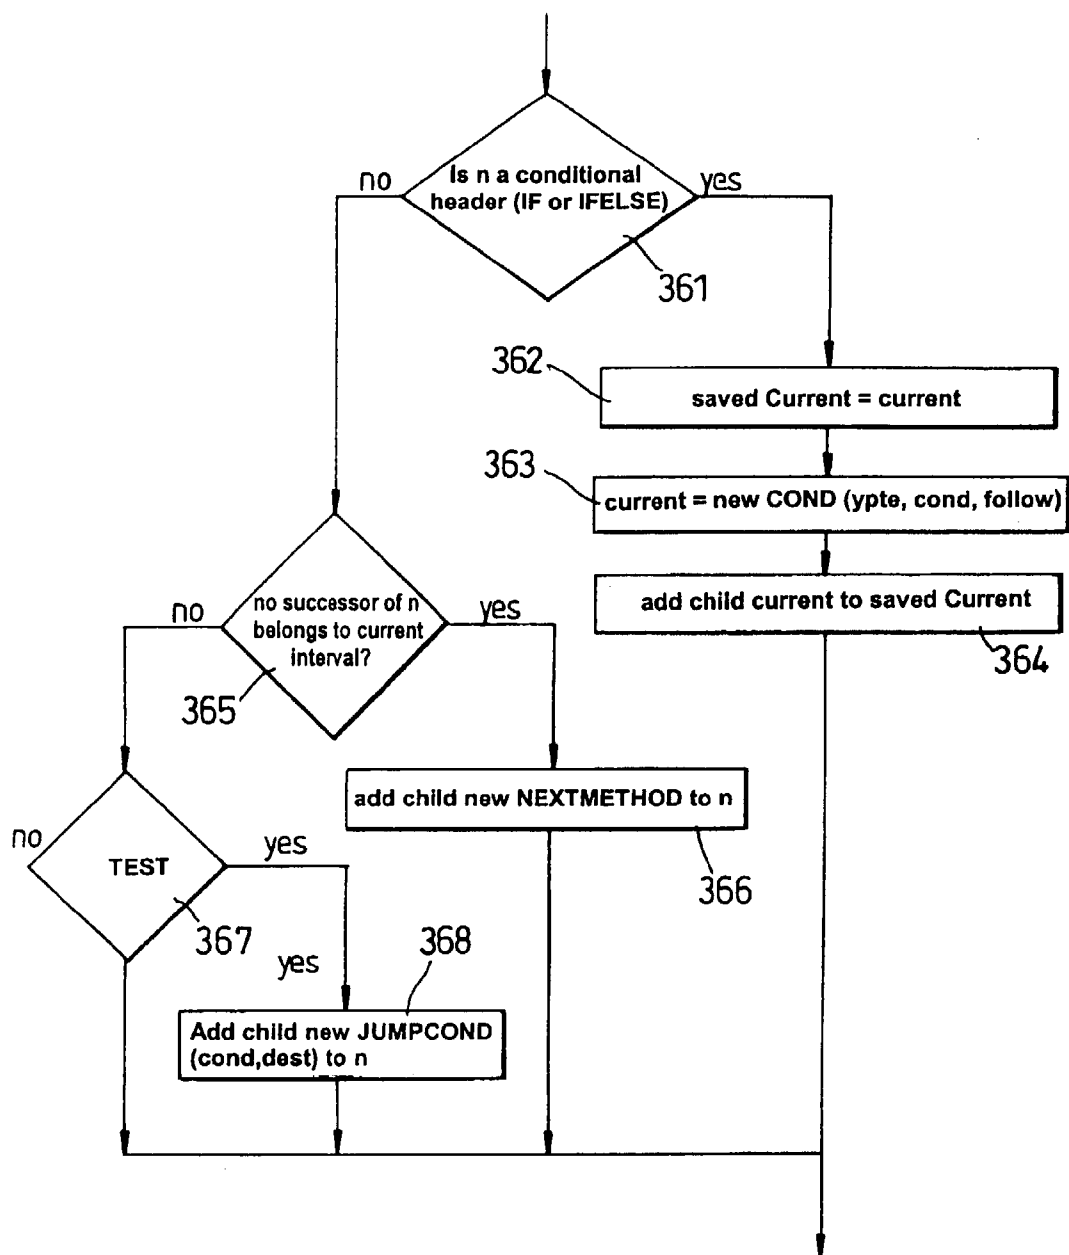 Is n a conditional
header (IF or IFELSE)
no
yes
361
362
saved Current = current
363
current = new COND (ypte, cond, follow)
add child current to saved Current
364
no successor of n
belongs to current
interval?
no
yes
365
add child new NEXTMETHOD to n
366
no
TEST
yes
367
yes
368
Add child new JUMPCOND
(cond,dest) to n